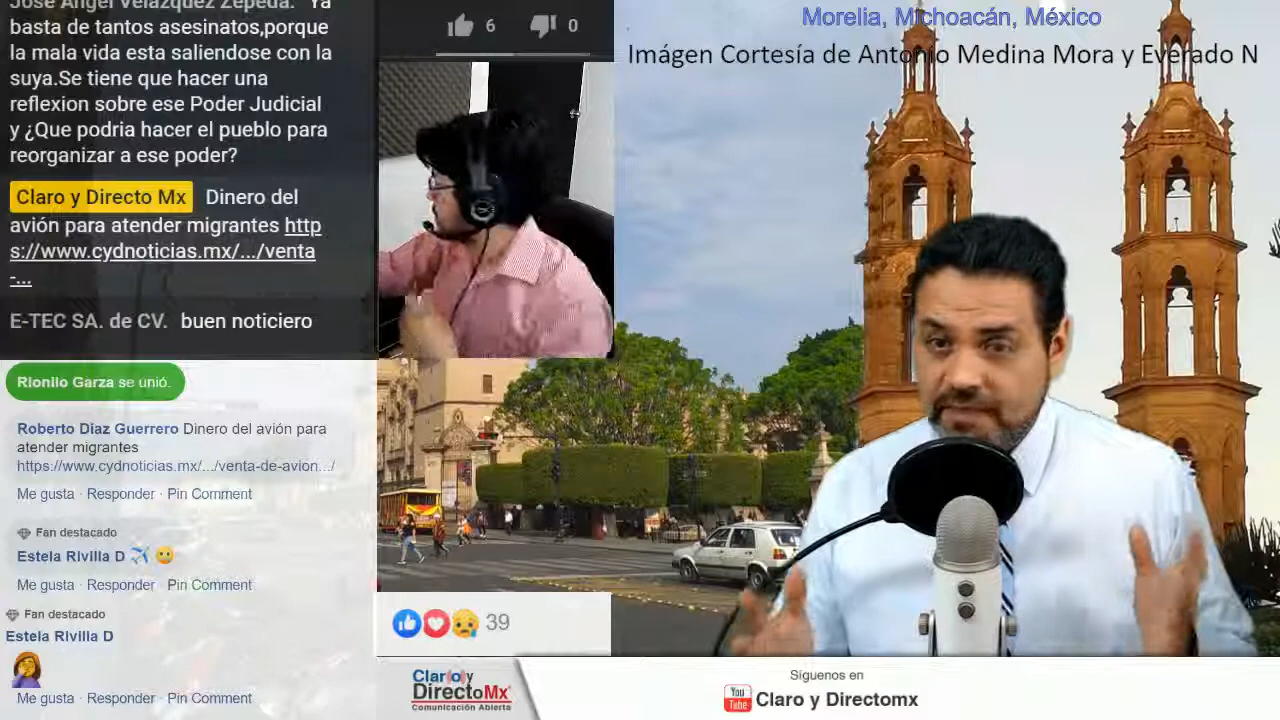 José Ángel Velázquez Zepeda. Ya
basta de tantos asesinatos,porque
la mala vida esta saliendose con la
suya.Se tiene que hacer una
reflexion sobre ese Poder Judicial
y ¿Que podria hacer el pueblo para
reorganizar a ese poder?
Claro y Directo Mx Dinero del
avión para atender migrantes http
s://www.cydnoticias.mx/.../venta
-...
E-TEC SA. de CV. buen noticiero
Rionilo Garza se unió.
Roberto Diaz Guerrero Dinero del avión para
atender migrantes
https://www.cydnoticias.mx/.../venta-de-avion.../
Me gusta · Responder · Pin Comment
Fan destacado
Estela Rivilla D ✈️ 😬
Me gusta · Responder · Pin Comment
Fan destacado
Estela Rivilla D
🤦‍♀️
Me gusta · Responder · Pin Comment
6 0
Morelia, Michoacán, México
Imágen Cortesía de Antonio Medina Mora y Everado N
39
Claro y
DirectoMx
Comunicación Abierta
Síguenos en
You
Tube
Claro y Directomx